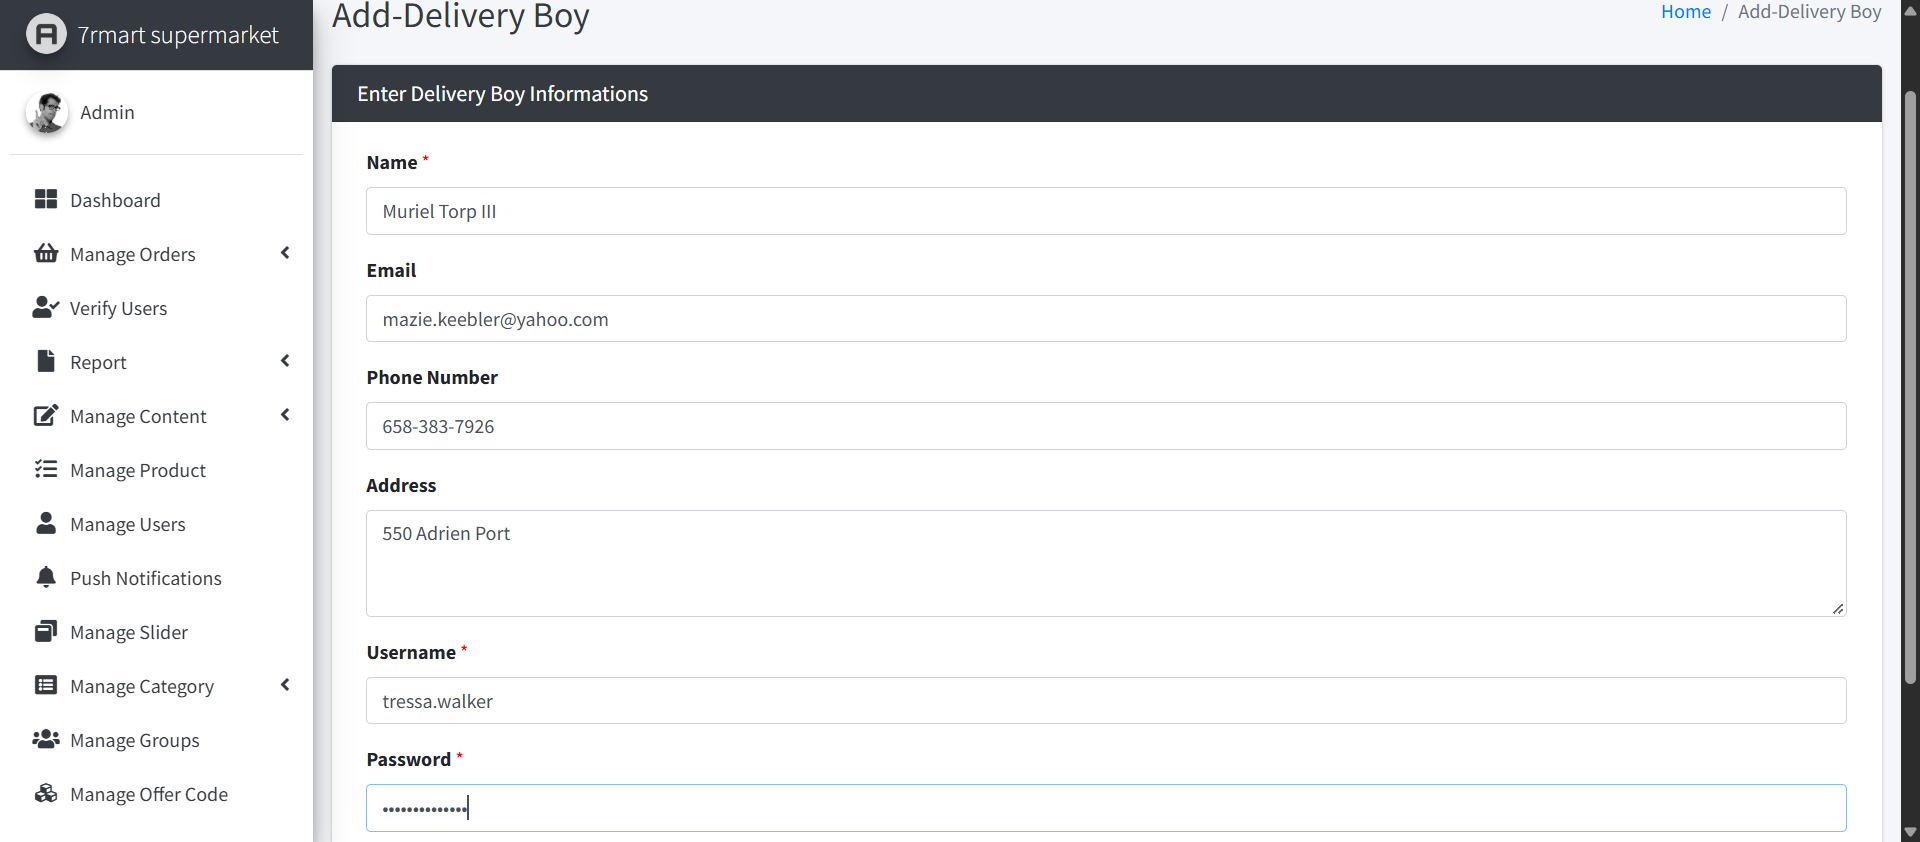 7rmart supermarket
Admin
Dashboard
Manage Orders
Verify Users
Report
Manage Content
Manage Product
Manage Users
Push Notifications
Manage Slider
Manage Category
Manage Groups
Manage Offer Code
Add-Delivery Boy
Home / Add-Delivery Boy
Enter Delivery Boy Informations
Name *
Muriel Torp III
Email
mazie.keebler@yahoo.com
Phone Number
658-383-7926
Address
550 Adrien Port
Username *
tressa.walker
Password *
••••••••••••••